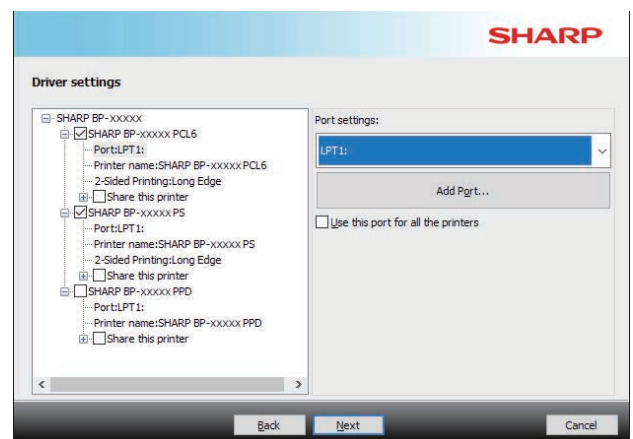 SHARP
Driver settings
SHARP BP-xxxxx
SHARP BP-xxxxx PCL6
Port:LPT1:
Printer name:SHARP BP-xxxxx PCL6
2-Sided Printing:Long Edge
Share this printer
SHARP BP-xxxxx PS
Port:LPT1:
Printer name:SHARP BP-xxxxx PS
2-Sided Printing:Long Edge
Share this printer
SHARP BP-xxxxx PPD
Port:LPT1:
Printer name:SHARP BP-xxxxx PPD
Share this printer
Port settings:
LPT1:
Add Port...
Use this port for all the printers
Back
Next
Cancel